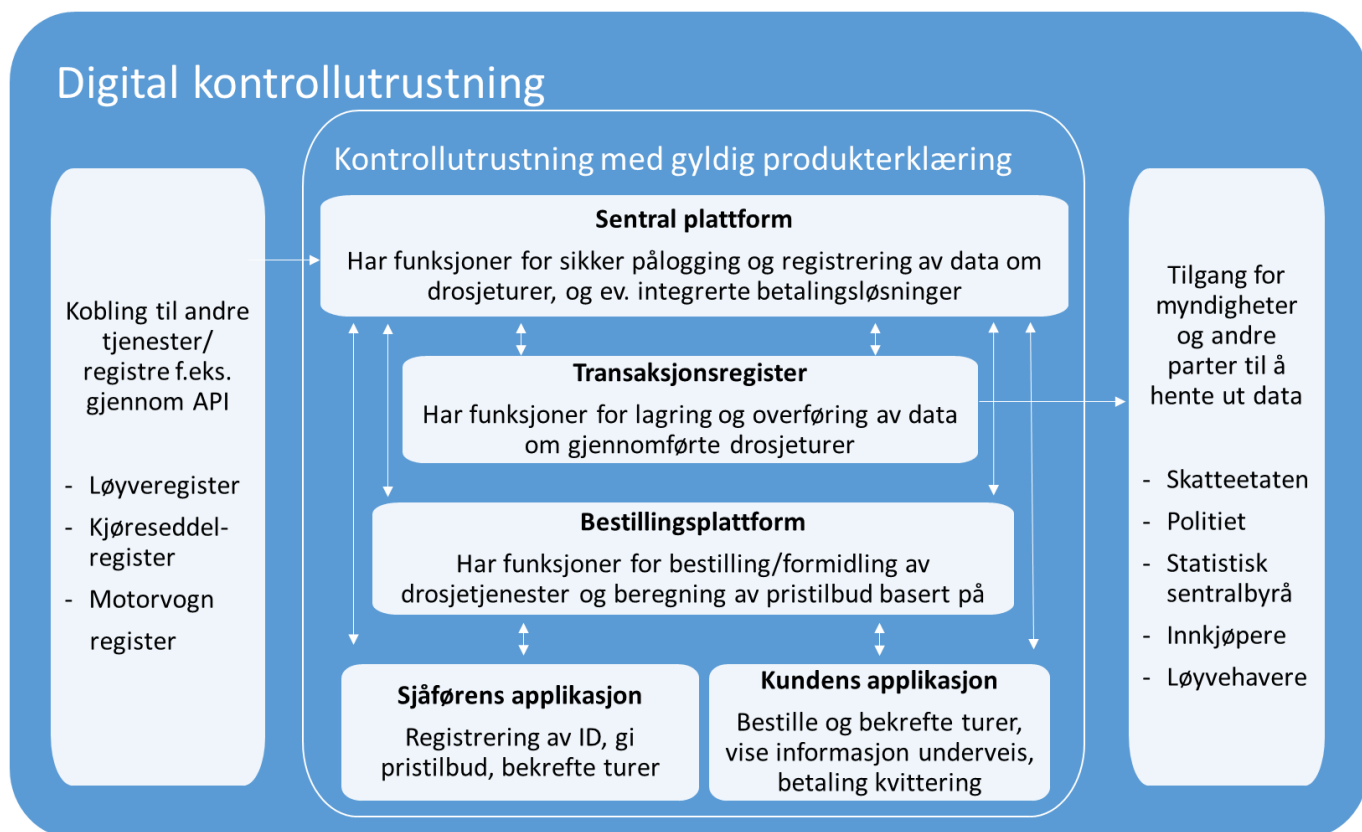 Digital kontrollutrustning
Kontrollutrustning med gyldig produkterklæring
Kobling til andre
tjenester/
registre f.eks.
gjennom API
- Løyveregister
- Kjøreseddel-
register
- Motorvogn
register
Sentral plattform
Har funksjoner for sikker pålogging og registrering av data om
drosjeturer, og ev. integrerte betalingsløsninger
Transaksjonsregister
Har funksjoner for lagring og overføring av data
om gjennomførte drosjeturer
Bestillingsplattform
Har funksjoner for bestilling/formidling av
drosjetjenester og beregning av pristilbud basert på
Sjåførens applikasjon
Registrering av ID, gi
pristilbud, bekrefte turer
Kundens applikasjon
Bestille og bekrefte turer,
vise informasjon underveis,
betaling kvittering
Tilgang for
myndigheter
og andre
parter til å
hente ut data
- Skatteetaten
- Politiet
- Statistisk
sentralbyrå
- Innkjøpere
- Løyvehavere